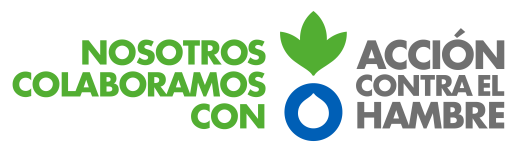 NOSOTROS
COLABORAMOS
CON
ACCIÓN
CONTRA EL
HAMBRE